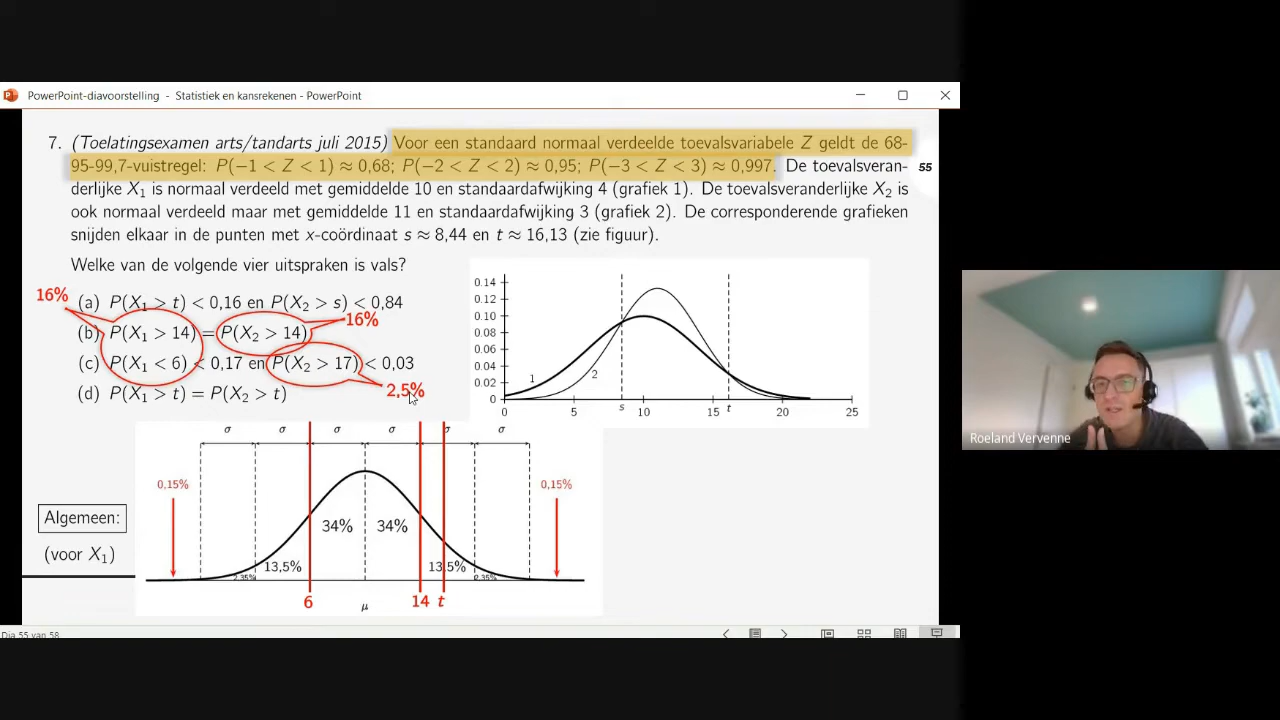 PowerPoint-diavoorstelling - Statistiek en kansrekenen - PowerPoint
7. (Toelatingsexamen arts/tandarts juli 2015) Voor een standaard normaal verdeelde toevalsvariabele Z geldt de 68-
95-99,7-vuistregel: P(−1 < Z < 1) ≈ 0,68; P(−2 < Z < 2) ≈ 0,95; P(−3 < Z < 3) ≈ 0,997. De toevalsveran-
55
derlijke X₁ is normaal verdeeld met gemiddelde 10 en standaardafwijking 4 (grafiek 1). De toevalsveranderlijke X₂ is
ook normaal verdeeld maar met gemiddelde 11 en standaardafwijking 3 (grafiek 2). De corresponderende grafieken
snijden elkaar in de punten met x-coördinaat s ≈ 8,44 en t ≈ 16,13 (zie figuur).
Welke van de volgende vier uitspraken is vals?
16%
(a) P(X₁ > t) < 0,16 en P(X₂ > s) < 0,84
16%
(b) P(X₁ > 14) = P(X₂ > 14)
(c) P(X₁ < 6) < 0,17 en P(X₂ > 17) < 0,03
2,5%
(d) P(X₁ > t) = P(X₂ > t)
0.14
0.12
0.10
0.08
0.06
0.04
0.02
0
1
2
0 5 s 10 15 t 20 25
σ σ σ σ σ σ
0,15% 0,15%
34% 34%
13,5% 13,5%
2,35% 2,35%
6 μ 14 t
Algemeen:
(voor X₁)
Roeland Vervenne
Dia 55 van 58